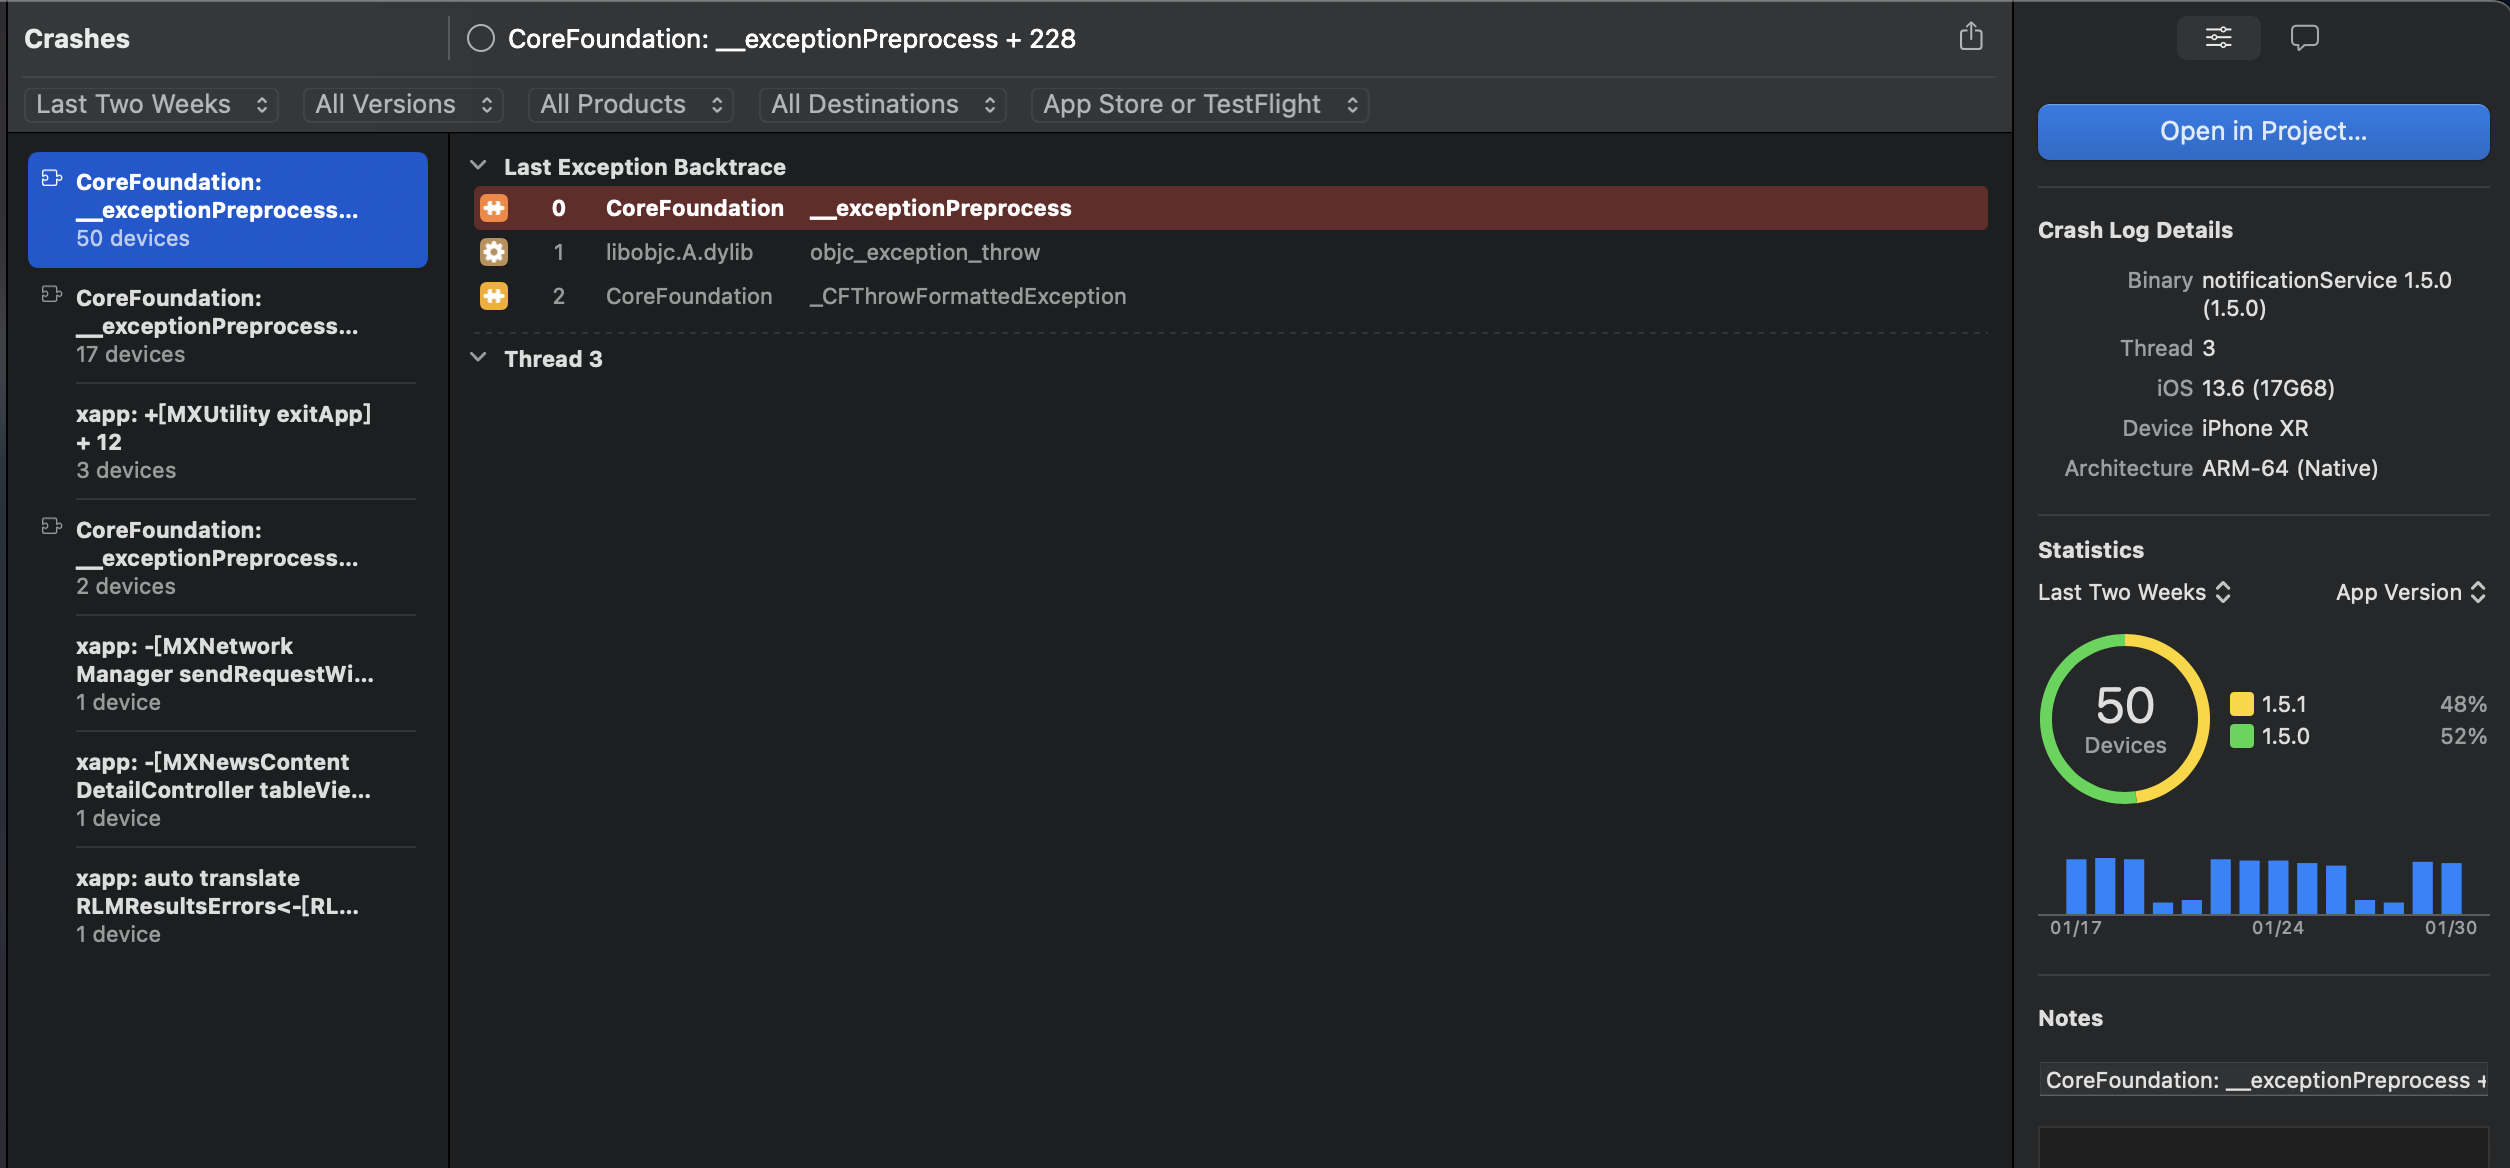 Crashes
CoreFoundation: __exceptionPreprocess + 228
Last Two Weeks
All Versions
All Products
All Destinations
App Store or TestFlight
CoreFoundation:
__exceptionPreprocess...
50 devices
CoreFoundation:
__exceptionPreprocess...
17 devices
xapp: +[MXUtility exitApp]
+ 12
3 devices
CoreFoundation:
__exceptionPreprocess...
2 devices
xapp: -[MXNetwork
Manager sendRequestWi...
1 device
xapp: -[MXNewsContent
DetailController tableVie...
1 device
xapp: auto translate
RLMResultsErrors<-[RL...
1 device
Last Exception Backtrace
0 CoreFoundation __exceptionPreprocess
1 libobjc.A.dylib objc_exception_throw
2 CoreFoundation _CFThrowFormattedException
Thread 3
Open in Project...
Crash Log Details
Binary notificationService 1.5.0
(1.5.0)
Thread 3
iOS 13.6 (17G68)
Device iPhone XR
Architecture ARM-64 (Native)
Statistics
Last Two Weeks
App Version
50
Devices
1.5.1 48%
1.5.0 52%
01/17 01/24 01/30
Notes
CoreFoundation: __exceptionPreprocess +